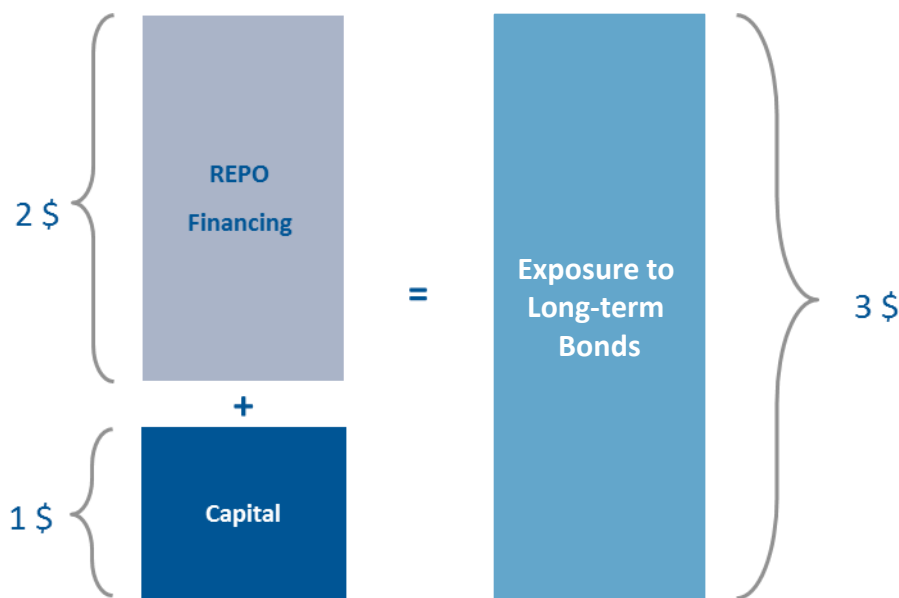 2 $
REPO
Financing
+
1 $
Capital
=
Exposure to
Long-term
Bonds
3 $